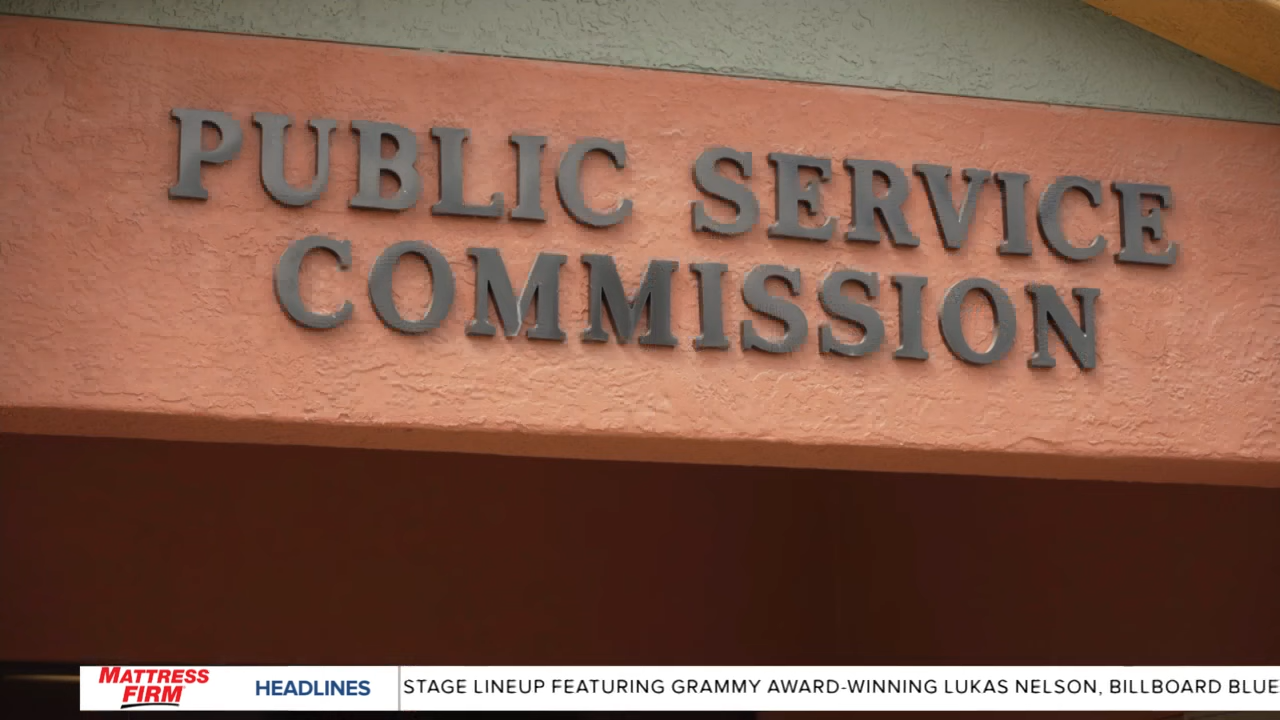 PUBLIC SERVICE
COMMISSION
MATTRESS
FIRM
HEADLINES
STAGE LINEUP FEATURING GRAMMY AWARD-WINNING LUKAS NELSON, BILLBOARD BLUE